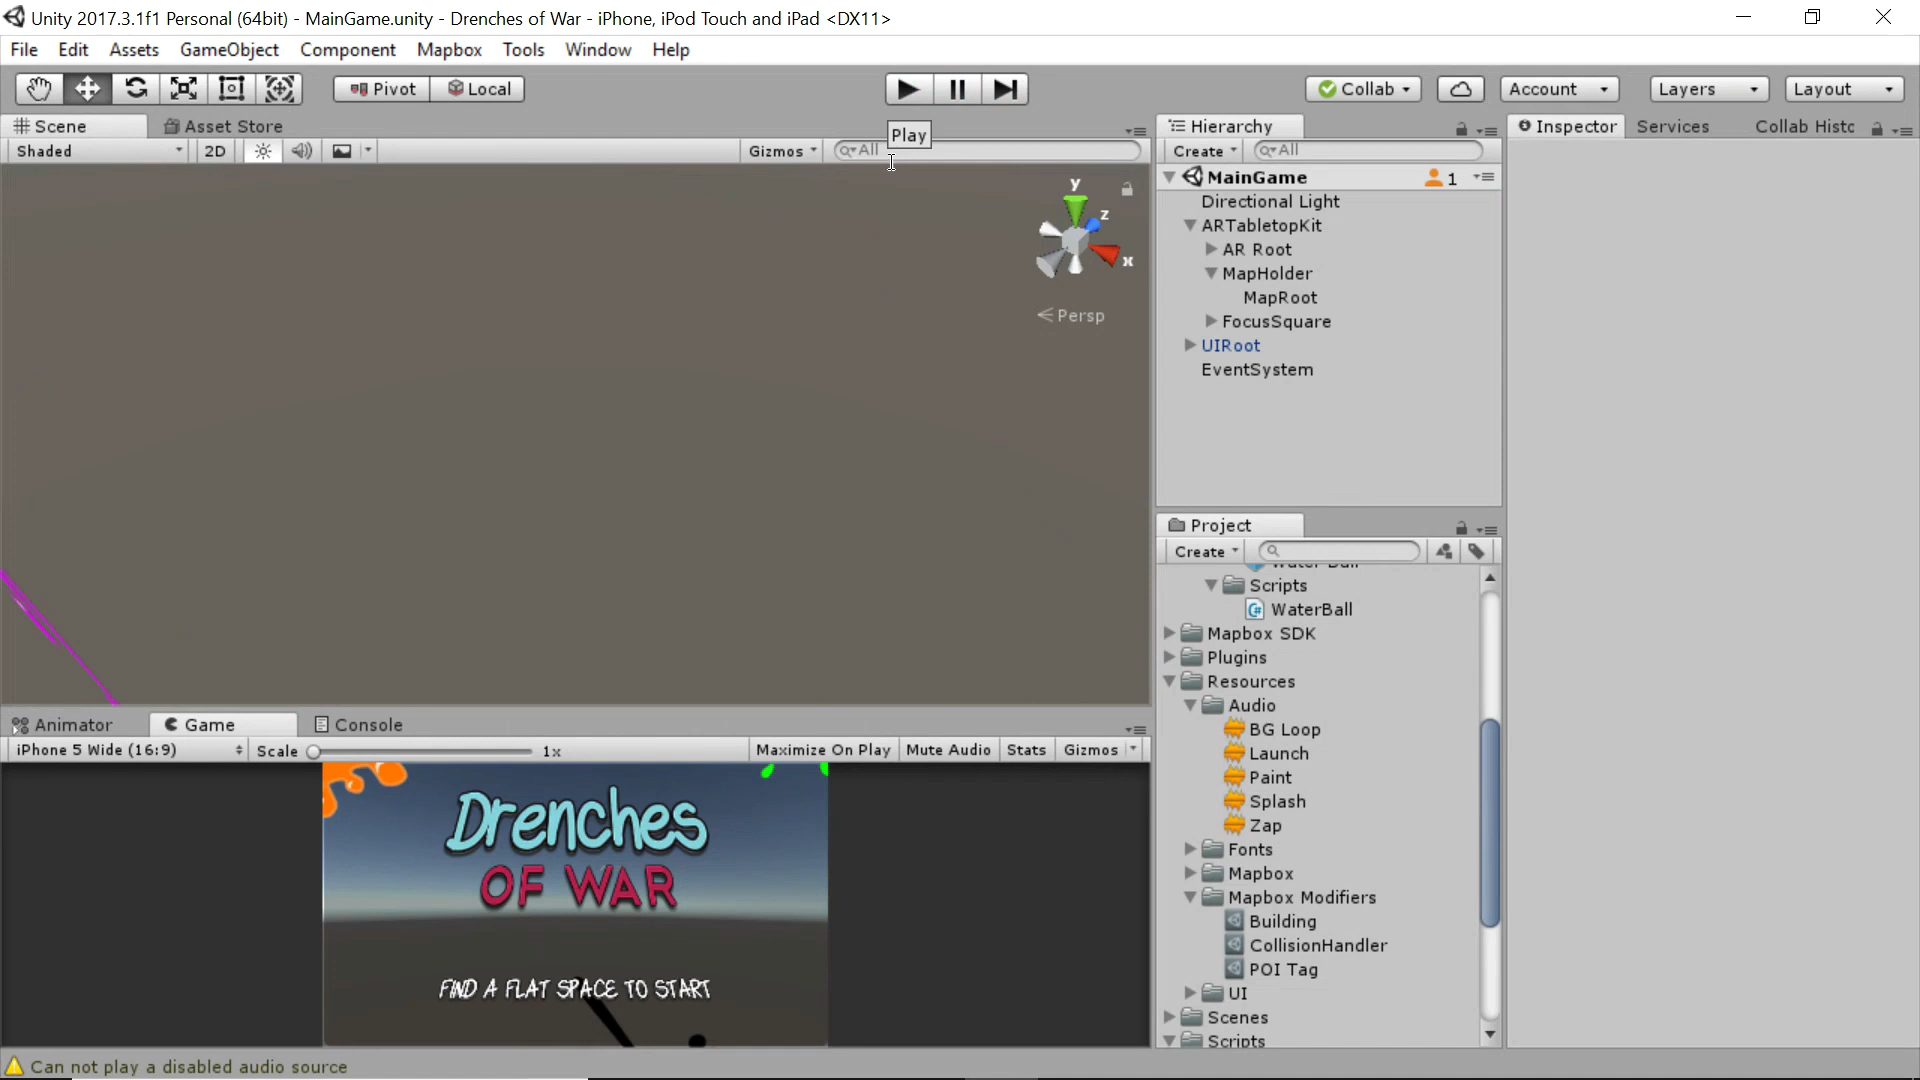 Unity 2017.3.1f1 Personal (64bit) - MainGame.unity - Drenches of War - iPhone, iPod Touch and iPad <DX11>
File Edit Assets GameObject Component Mapbox Tools Window Help
Pivot Local Collab Account Layers Layout
Scene Asset Store Play Hierarchy Inspector Services Collab Histc
Shaded 2D Gizmos All Create All
MainGame 1
Directional Light
ARTabletopKit
AR Root
MapHolder
MapRoot
FocusSquare
UIRoot
EventSystem
y
z
x
Persp
Project
Create
Water Ball
Scripts
WaterBall
Mapbox SDK
Plugins
Resources
Audio
BG Loop
Launch
Paint
Splash
Zap
Fonts
Mapbox
Mapbox Modifiers
Building
CollisionHandler
POI Tag
UI
Scenes
Scripts
Animator Game Console
iPhone 5 Wide (16:9) Scale 1x Maximize On Play Mute Audio Stats Gizmos
Drenches
OF WAR
FIND A FLAT SPACE TO START
Can not play a disabled audio source